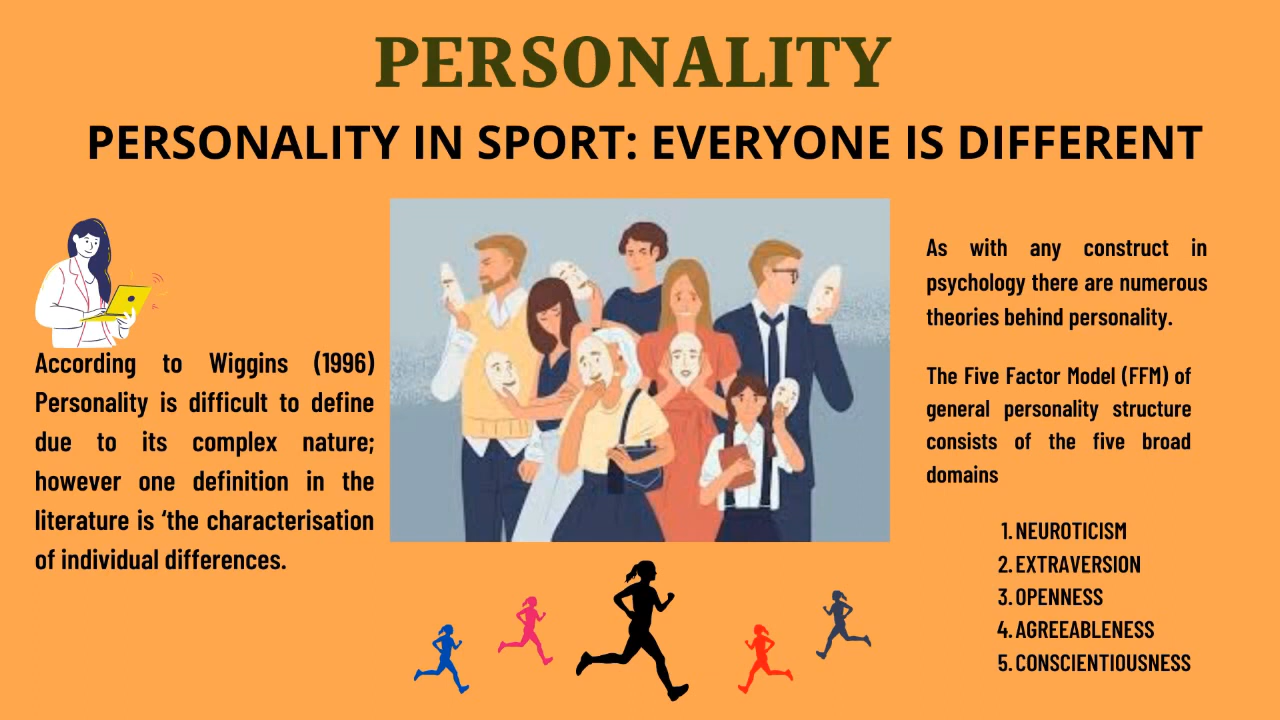 PERSONALITY
PERSONALITY IN SPORT: EVERYONE IS DIFFERENT
According to Wiggins (1996)
Personality is difficult to define
due to its complex nature;
however one definition in the
literature is ‘the characterisation
of individual differences.
As with any construct in
psychology there are numerous
theories behind personality.
The Five Factor Model (FFM) of
general personality structure
consists of the five broad
domains
1. NEUROTICISM
2. EXTRAVERSION
3. OPENNESS
4. AGREEABLENESS
5. CONSCIENTIOUSNESS